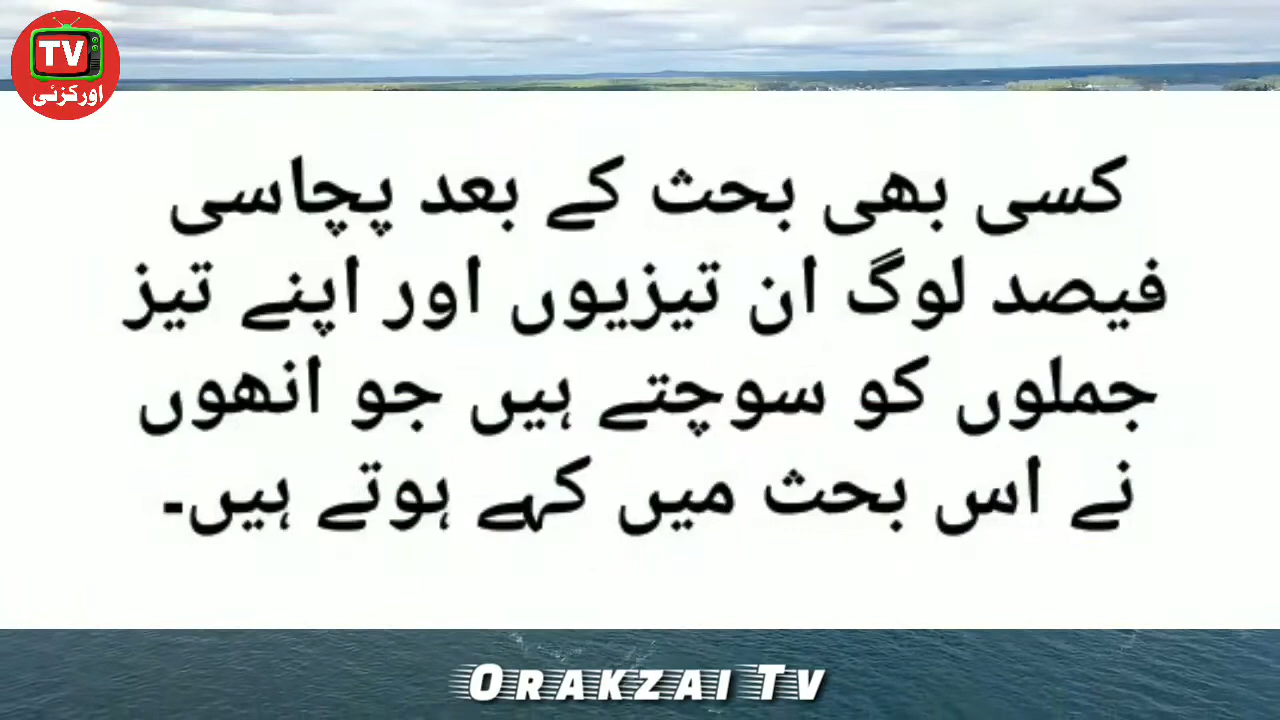 TV
اورکزئی
کسی بھی بحث کے بعد پچاسی
فیصد لوگ ان تیزیوں اور اپنے تیز
جملوں کو سوچتے ہیں جو انھوں
نے اس بحث میں کہے ہوتے ہیں۔
ORAKZAI TV